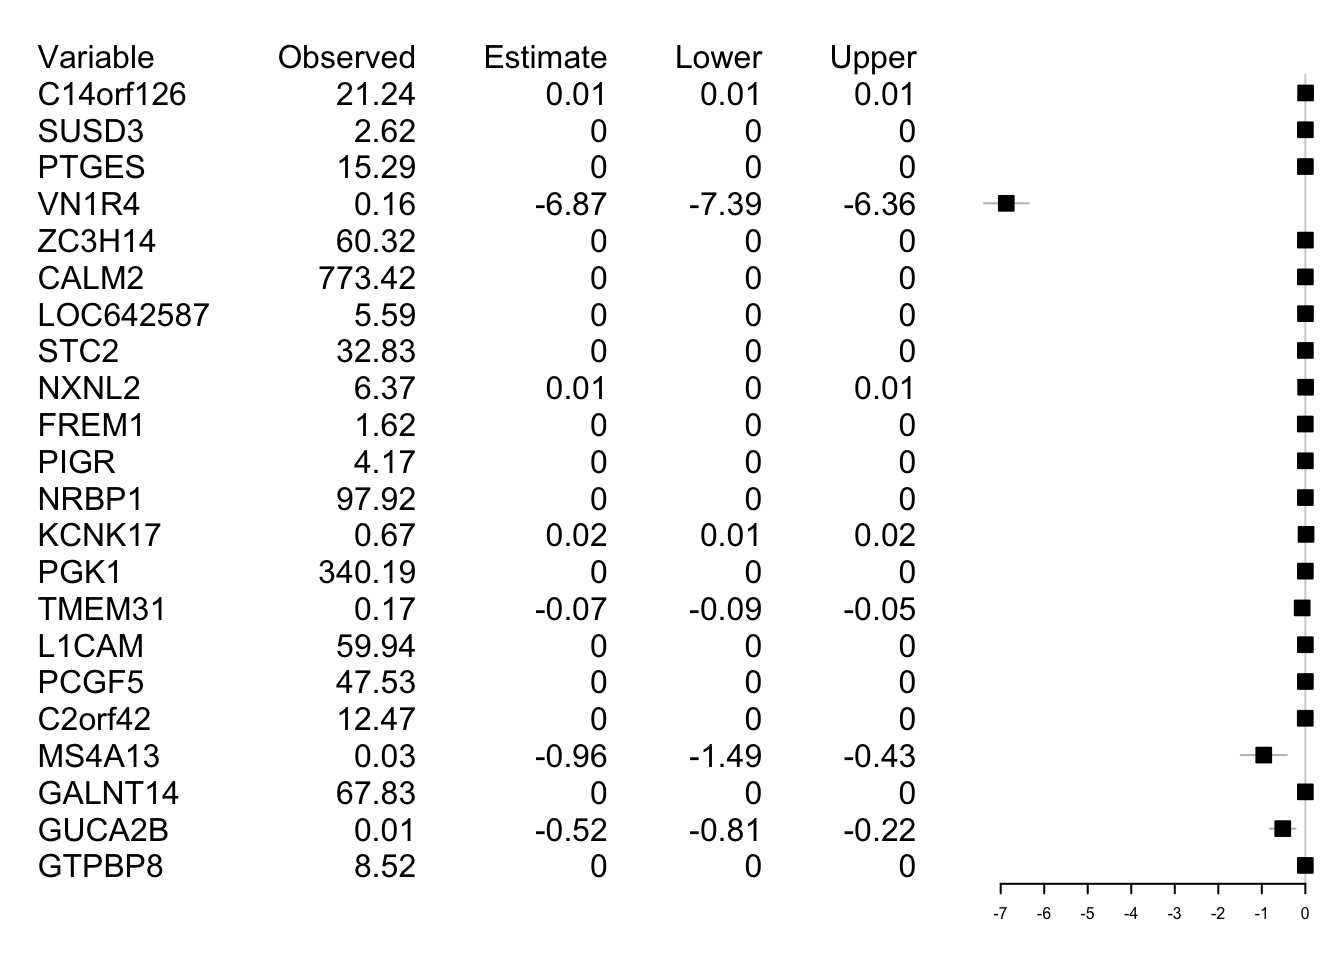 Variable Observed Estimate Lower Upper
C14orf126 21.24 0.01 0.01 0.01
SUSD3 2.62 0 0 0
PTGES 15.29 0 0 0
VN1R4 0.16 -6.87 -7.39 -6.36
ZC3H14 60.32 0 0 0
CALM2 773.42 0 0 0
LOC642587 5.59 0 0 0
STC2 32.83 0 0 0
NXNL2 6.37 0.01 0 0.01
FREM1 1.62 0 0 0
PIGR 4.17 0 0 0
NRBP1 97.92 0 0 0
KCNK17 0.67 0.02 0.01 0.02
PGK1 340.19 0 0 0
TMEM31 0.17 -0.07 -0.09 -0.05
L1CAM 59.94 0 0 0
PCGF5 47.53 0 0 0
C2orf42 12.47 0 0 0
MS4A13 0.03 -0.96 -1.49 -0.43
GALNT14 67.83 0 0 0
GUCA2B 0.01 -0.52 -0.81 -0.22
GTPBP8 8.52 0 0 0
-7 -6 -5 -4 -3 -2 -1 0